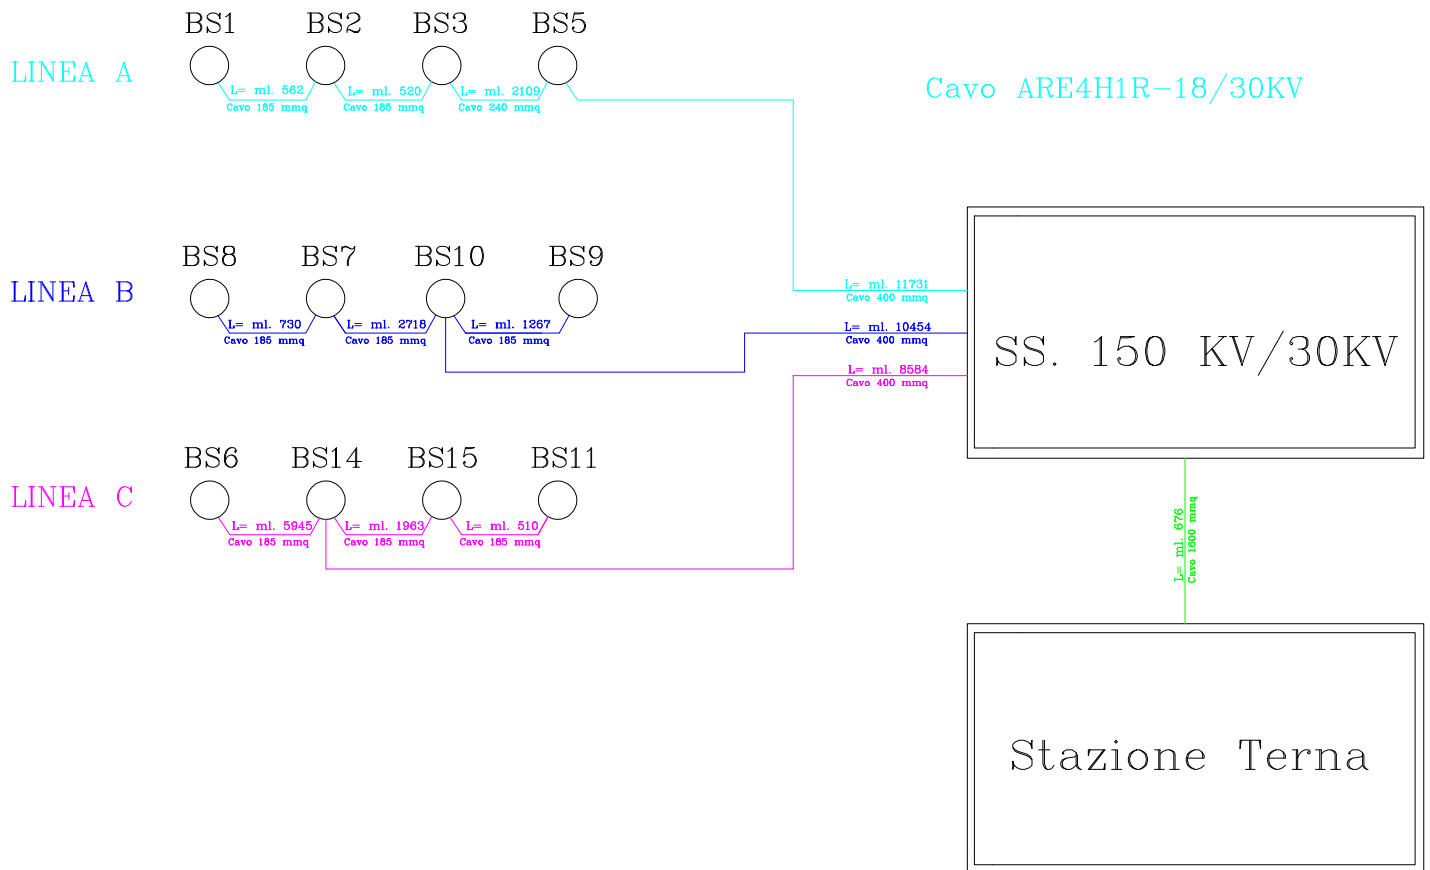 BS1 BS2 BS3 BS5
LINEA A
L= ml. 562 L= ml. 520 L= ml. 2109
Cavo 185 mmq Cavo 185 mmq Cavo 240 mmq
Cavo ARE4H1R-18/30KV
BS8 BS7 BS10 BS9
LINEA B
L= ml. 730 L= ml. 2718 L= ml. 1267
Cavo 185 mmq Cavo 185 mmq Cavo 185 mmq
L= ml. 11731
Cavo 400 mmq
L= ml. 10454
Cavo 400 mmq
L= ml. 8584
Cavo 400 mmq
SS. 150 KV/30KV
BS6 BS14 BS15 BS11
LINEA C
L= ml. 5945 L= ml. 1963 L= ml. 510
Cavo 185 mmq Cavo 185 mmq Cavo 185 mmq
L= ml. 676
Cavo 1600 mmq
Stazione Terna